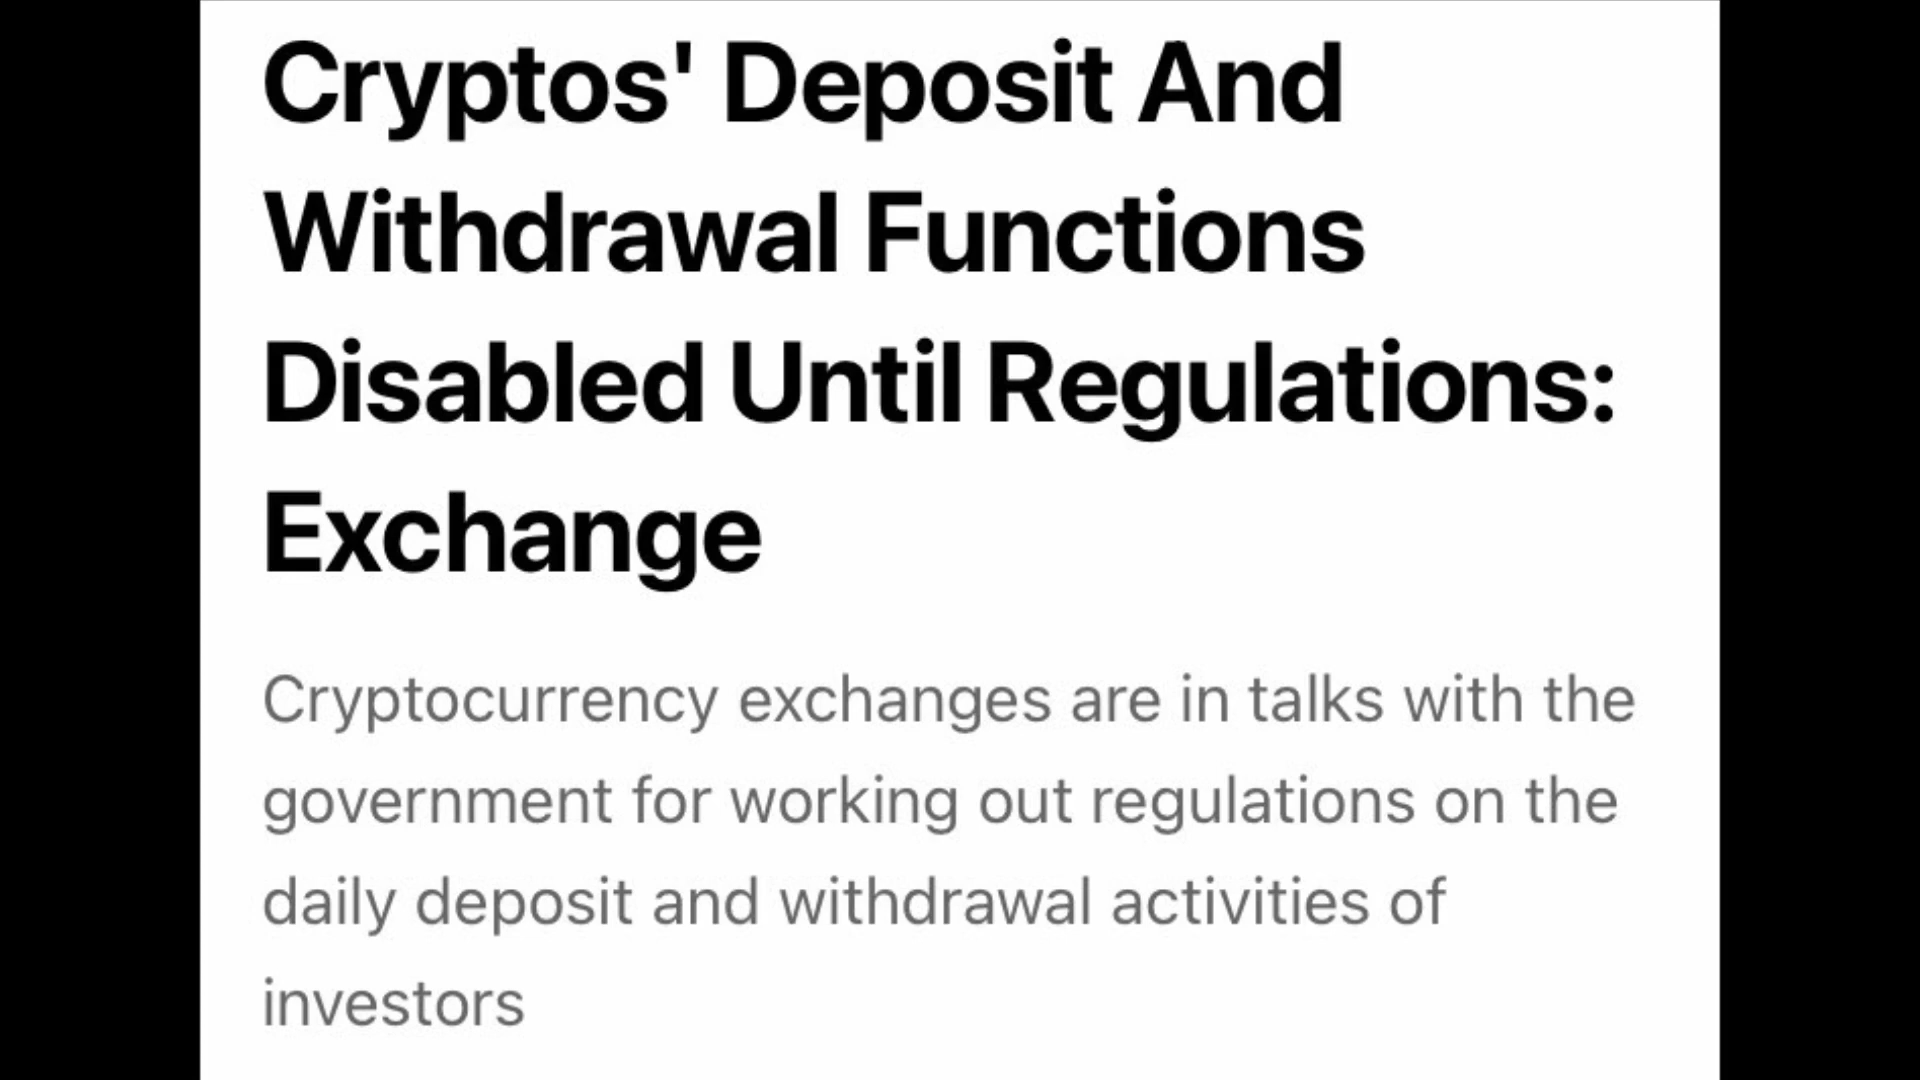 Cryptos' Deposit And
Withdrawal Functions
Disabled Until Regulations:
Exchange
Cryptocurrency exchanges are in talks with the
government for working out regulations on the
daily deposit and withdrawal activities of
investors